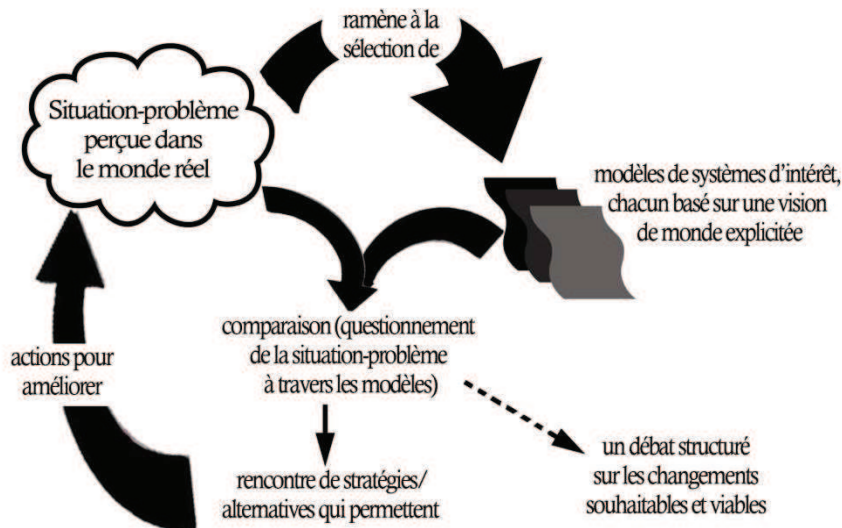 ramène à la
sélection de
Situation-problème
perçue dans
le monde réel
modèles de systèmes d'intérêt,
chacun basé sur une vision
de monde explicitée
comparaison (questionnement
de la situation-problème
à travers les modèles)
actions pour
améliorer
rencontre de stratégies/
alternatives qui permettent
un débat structuré
sur les changements
souhaitables et viables